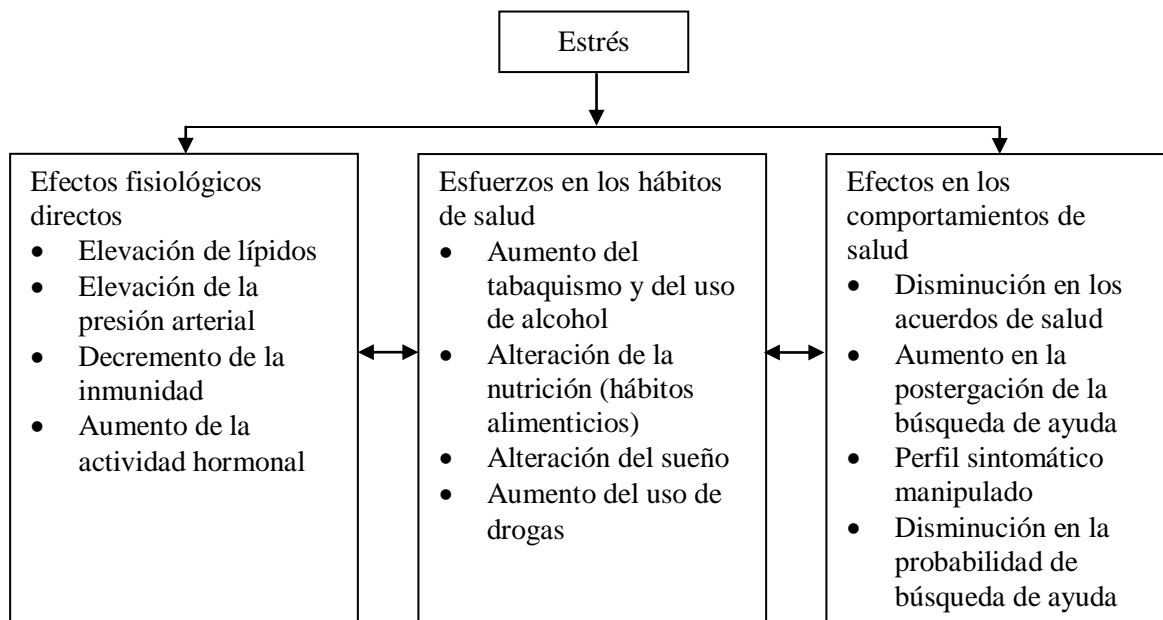 Estrés
Efectos fisiológicos
directos
• Elevación de lípidos
• Elevación de la
presión arterial
• Decremento de la
inmunidad
• Aumento de la
actividad hormonal
Esfuerzos en los hábitos
de salud
• Aumento del
tabaquismo y del uso
de alcohol
• Alteración de la
nutrición (hábitos
alimenticios)
• Alteración del sueño
• Aumento del uso de
drogas
Efectos en los
comportamientos de
salud
• Disminución en los
acuerdos de salud
• Aumento en la
postergación de la
búsqueda de ayuda
• Perfil sintomático
manipulado
• Disminución en la
probabilidad de
búsqueda de ayuda